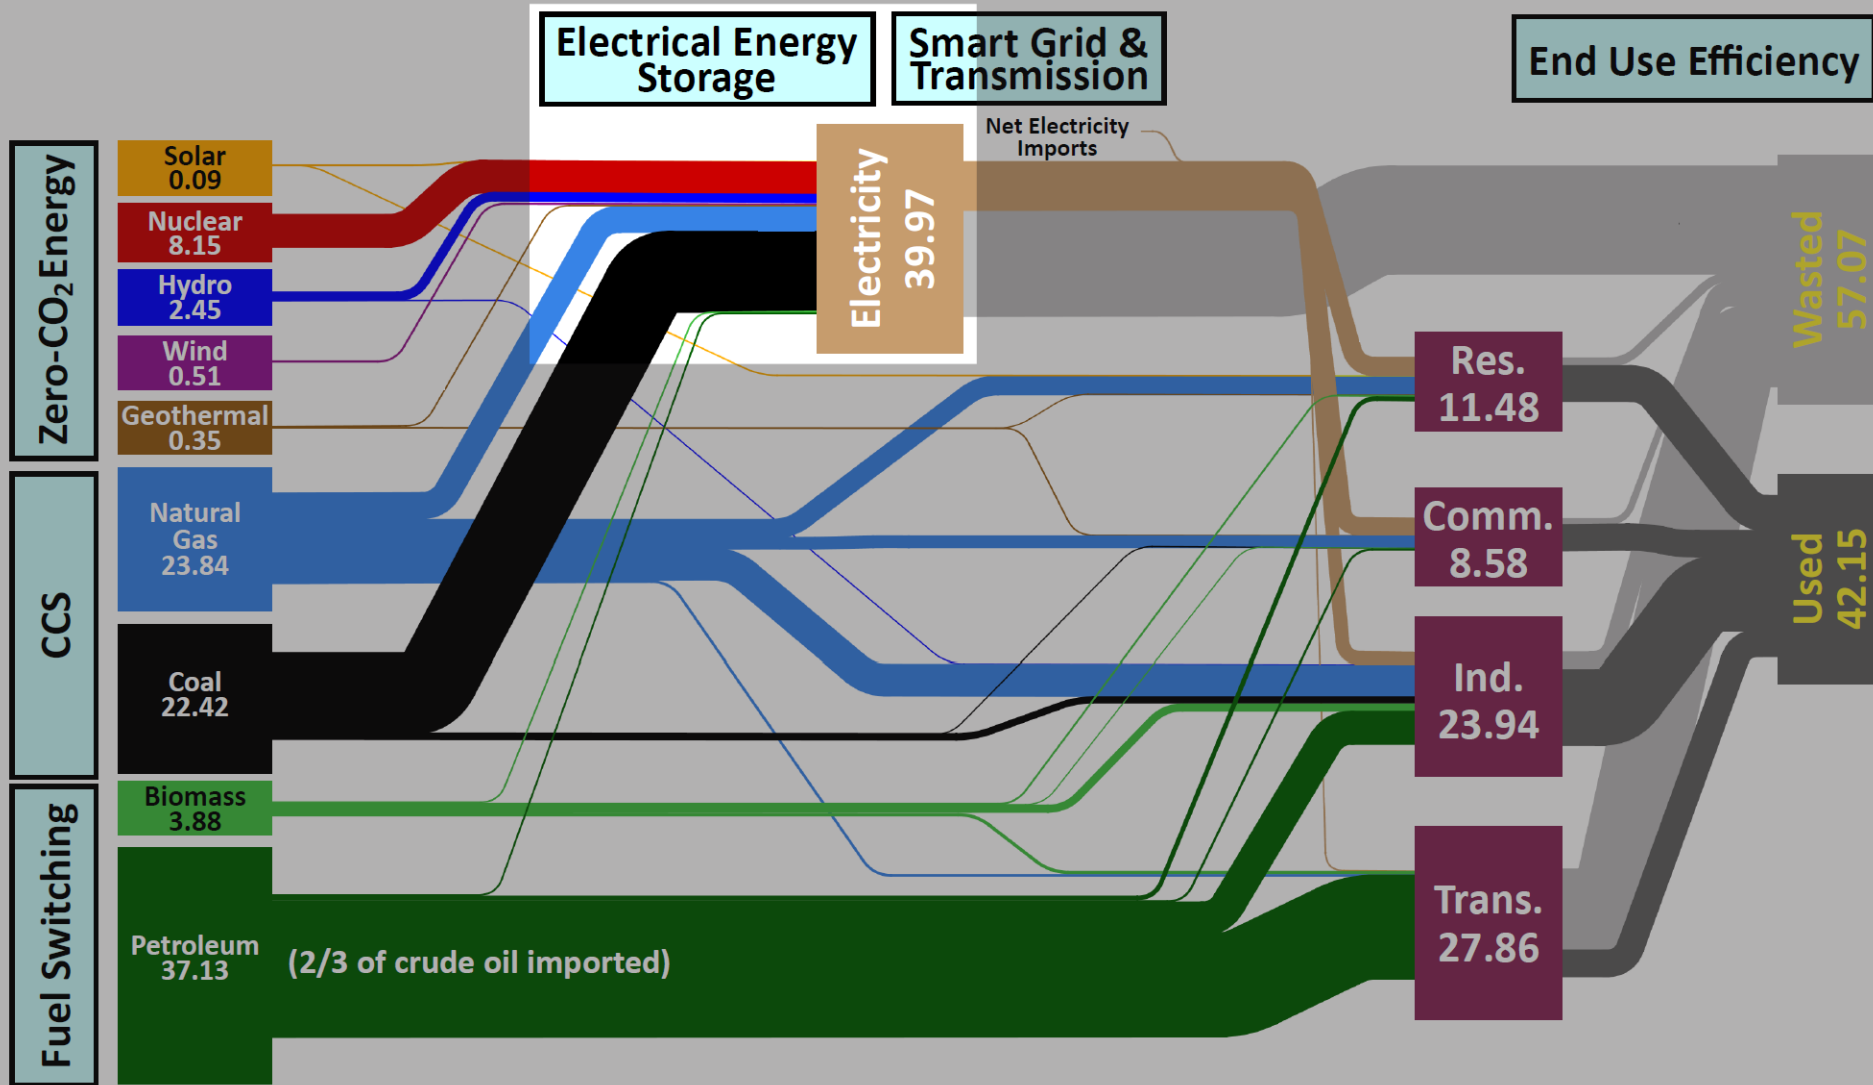 Electrical Energy
Storage
Smart Grid &
Transmission
End Use Efficiency
Net Electricity
Imports
Zero-CO₂ Energy
Solar
0.09
Nuclear
8.15
Hydro
2.45
Wind
0.51
Geothermal
0.35
Electricity
39.97
CCS
Natural
Gas
23.84
Coal
22.42
Fuel Switching
Biomass
3.88
Petroleum
37.13
(2/3 of crude oil imported)
Res.
11.48
Comm.
8.58
Ind.
23.94
Trans.
27.86
Wasted
57.07
Used
42.15